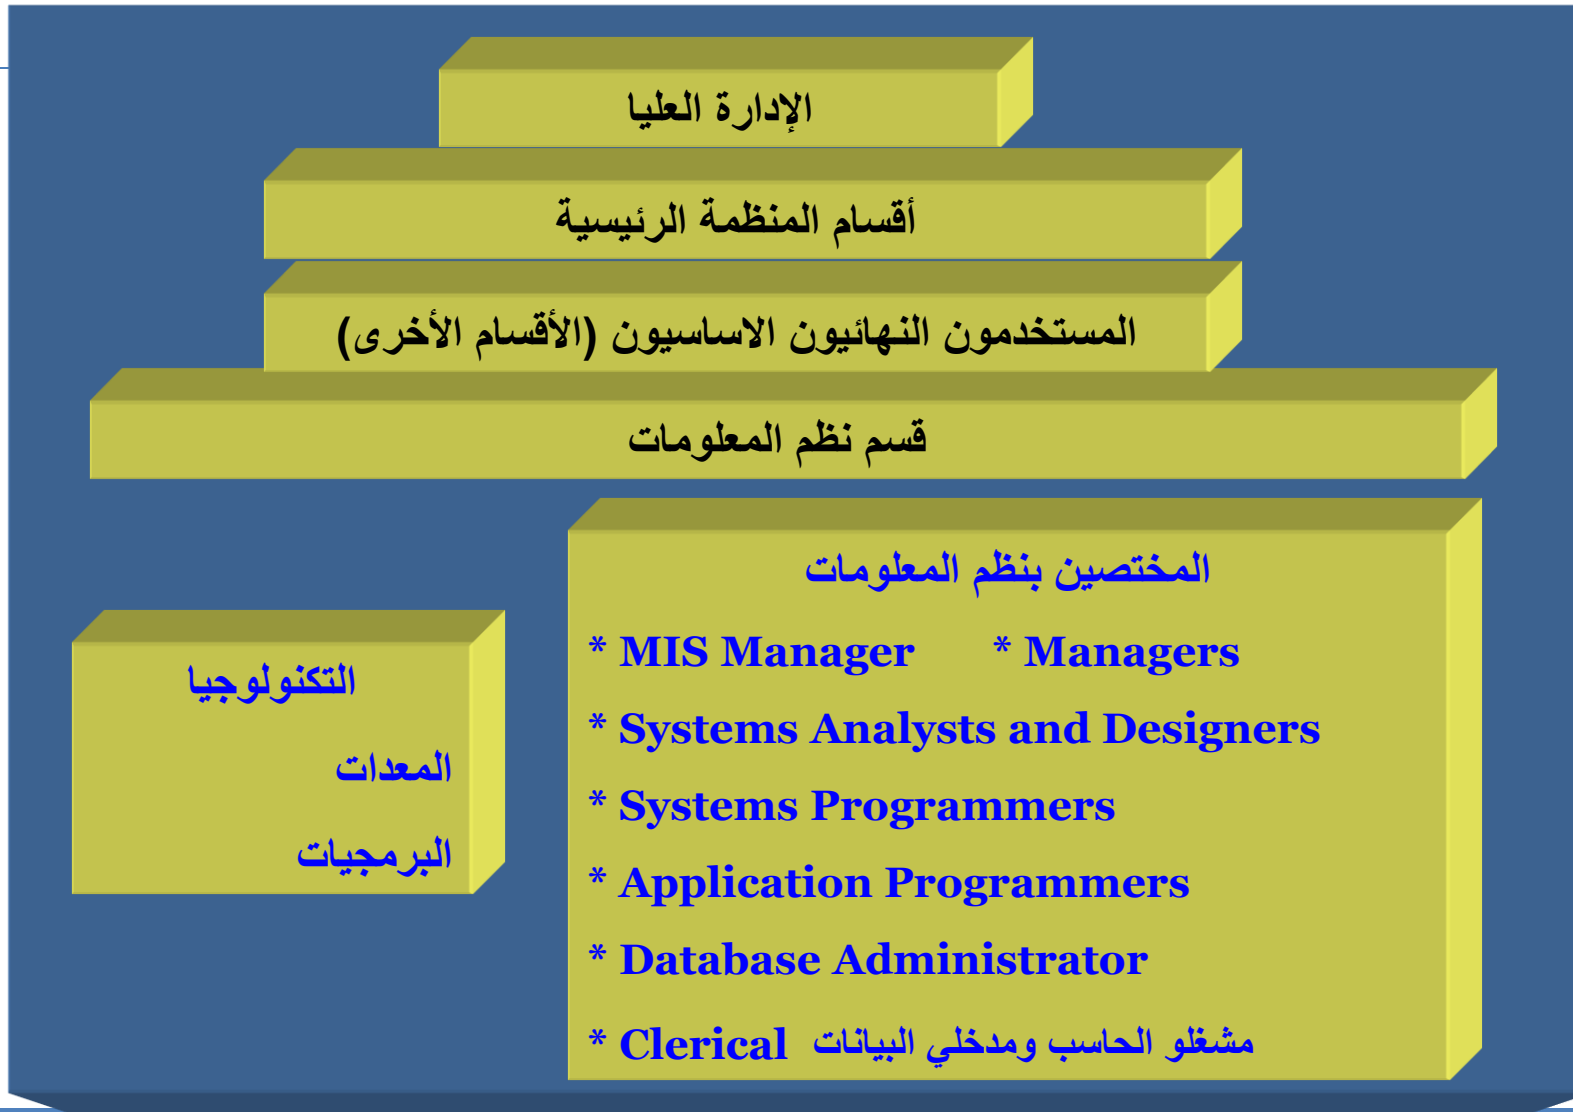 الإدارة العليا
أقسام المنظمة الرئيسية
المستخدمون النهائيون الاساسيون (الأقسام الأخرى)
قسم نظم المعلومات
المختصين بنظم المعلومات
* MIS Manager * Managers
* Systems Analysts and Designers
* Systems Programmers
* Application Programmers
* Database Administrator
* Clerical مشغلو الحاسب ومدخلي البيانات
التكنولوجيا
المعدات
البرمجيات